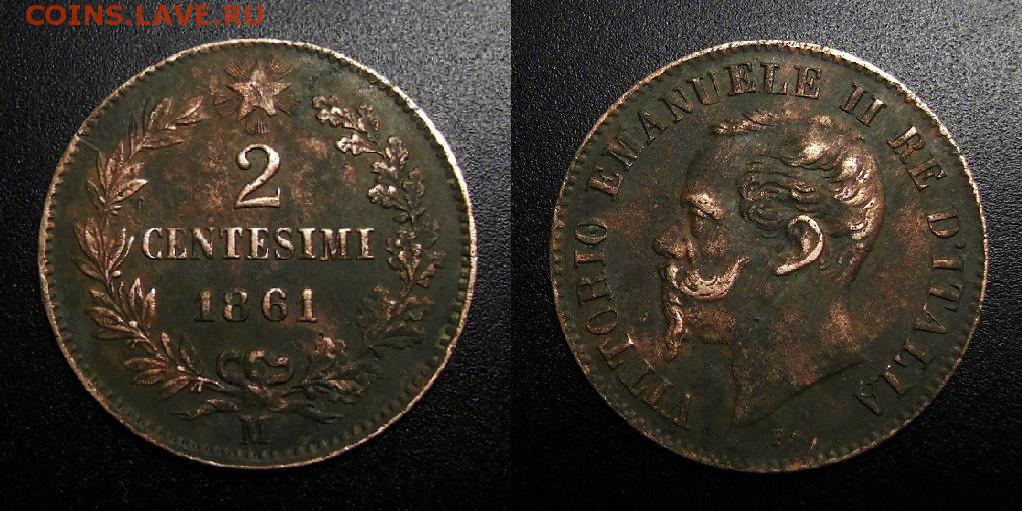 COINS.LAVE.RU
2
CENTESIMI
1861
M
VITTORIO EMANUELE II RE D'ITALIA